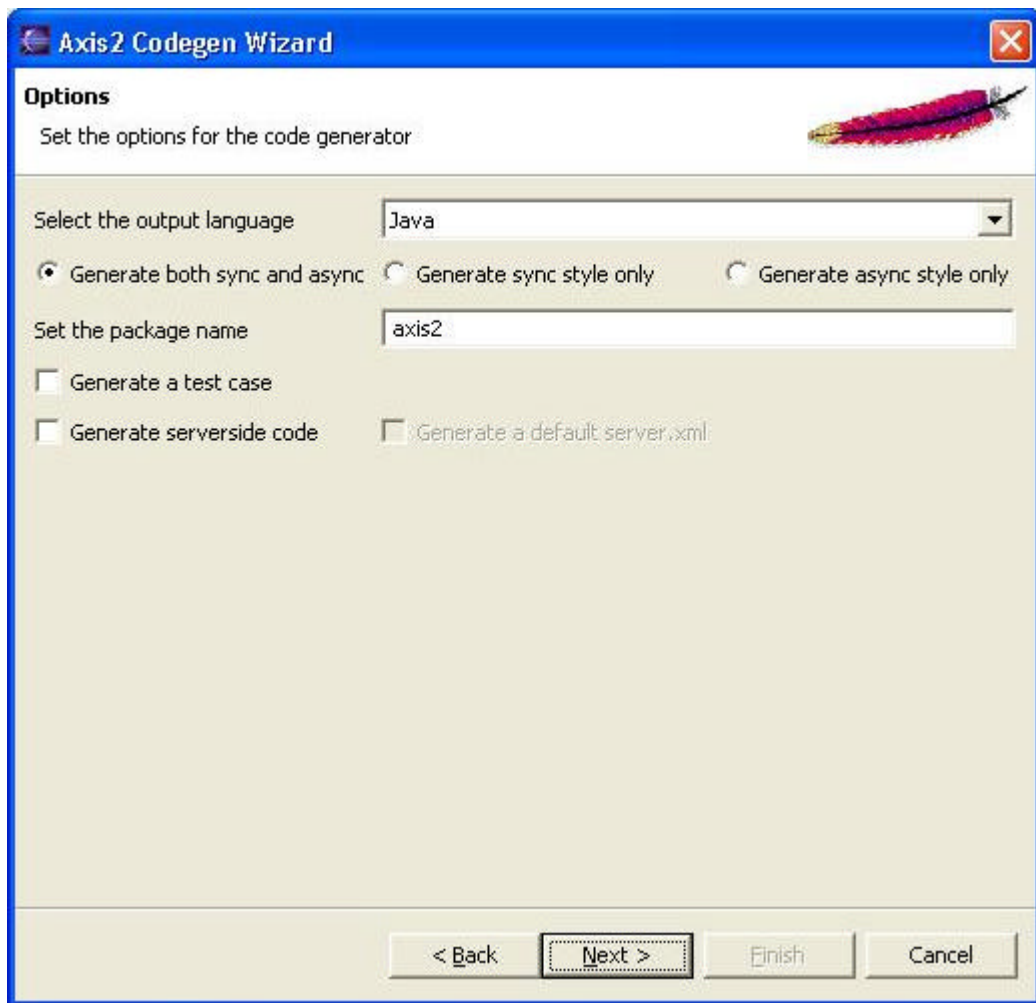 Axis2 Codegen Wizard
Options
Set the options for the code generator
Select the output language Java
Generate both sync and async Generate sync style only Generate async style only
Set the package name axis2
Generate a test case
Generate serverside code Generate a default server.xml
< Back Next > Finish Cancel